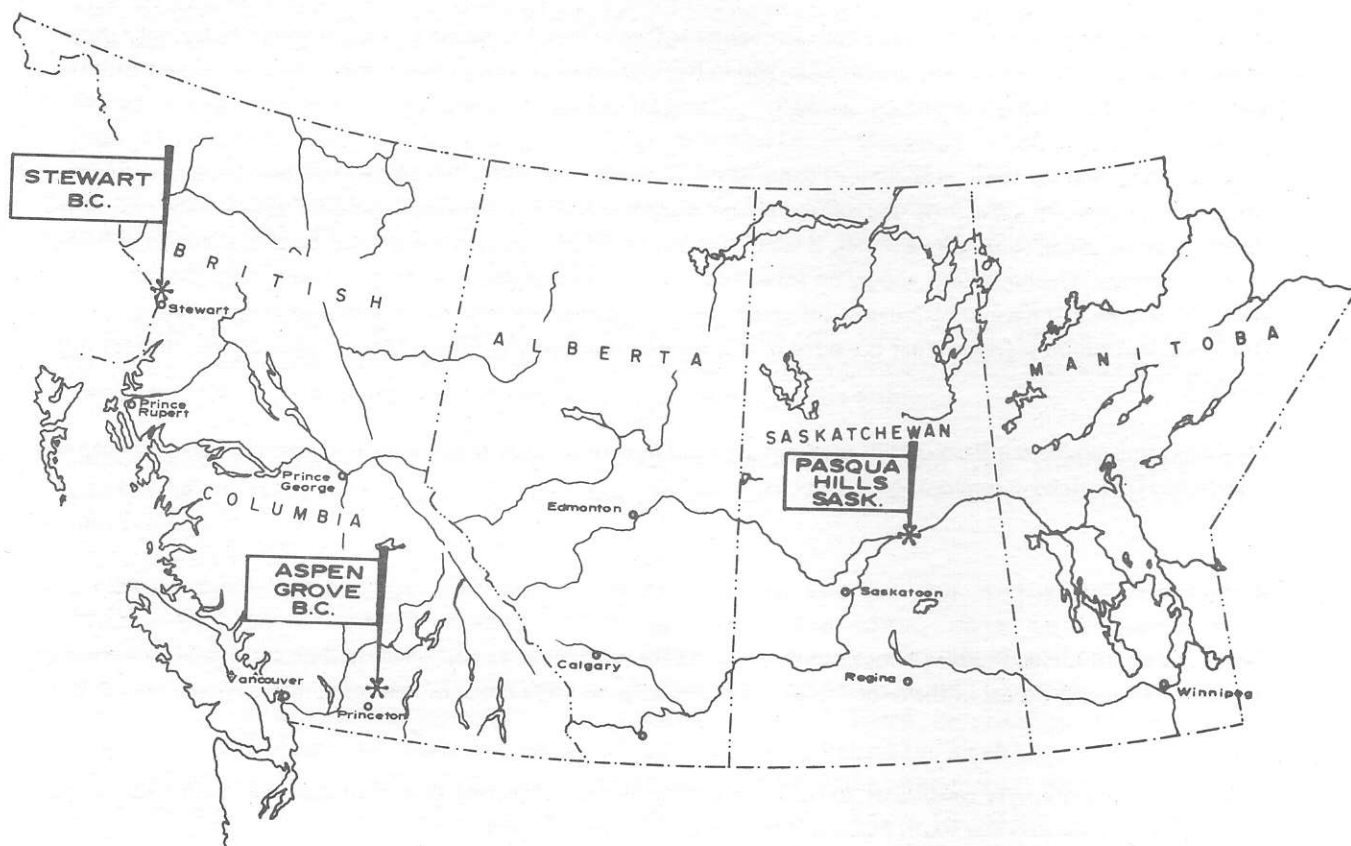 STEWART
B.C.
BRITISH
Stewart
ALBERTA
MANITOBA
Prince
Rupert
SASKATCHEWAN
PASQUA
HILLS
SASK.
Prince
George
COLUMBIA
Edmonton
ASPEN
GROVE
B.C.
Saskatoon
Calgary
Vancouver
Regina
Winnipeg
Princeton